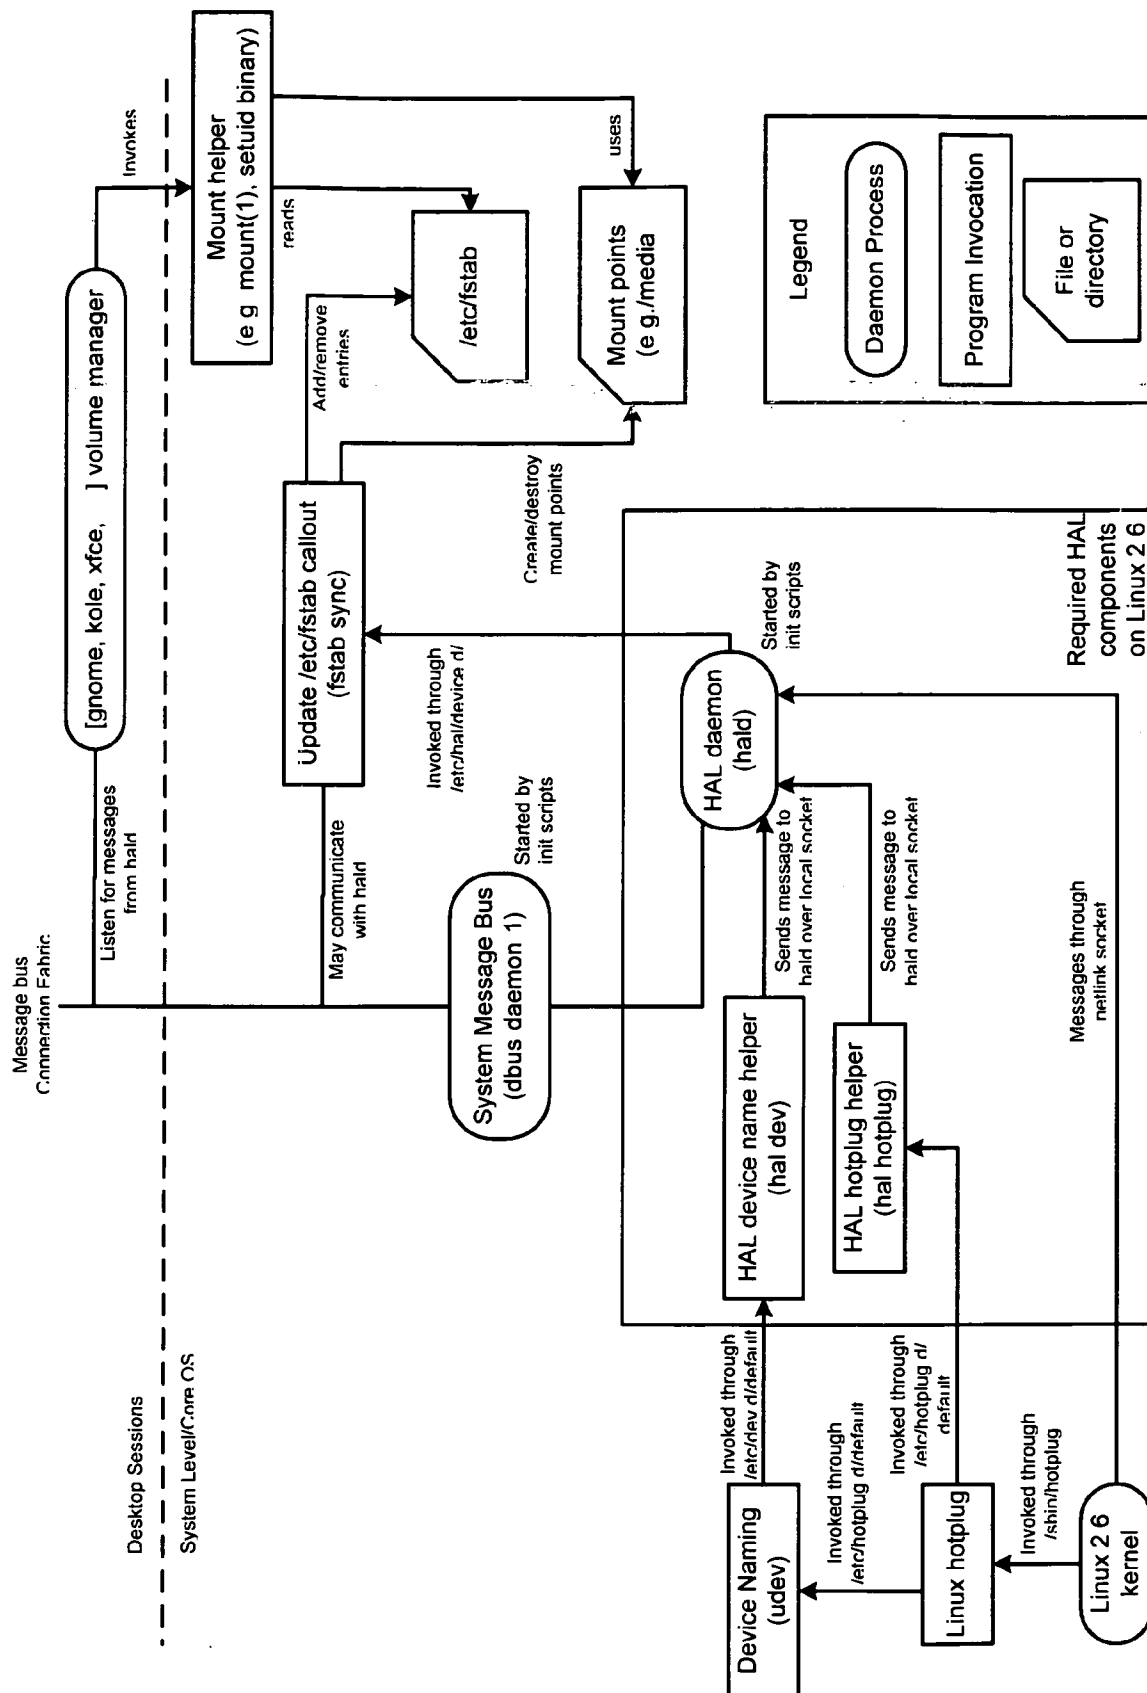 Message bus
Connection Fabric
Desktop Sessions
System Level/Core OS
Listen for messages
from hald
[gnome, kole, xfce, ] volume manager
Invokes
Mount helper
(e g mount(1), setuid binary)
reads
uses
May communicate
with hald
Update /etc/fstab callout
(fstab sync)
Add/remove
entries
/etc/fstab
Create/destroy
mount points
Mount points
(e g./media
Invoked through
/etc/hal/device d/
System Message Bus
(dbus daemon 1)
Started by
init scripts
HAL daemon
(hald)
Started by
init scripts
Device Naming
(udev)
Invoked through
/etc/dev d/default
HAL device name helper
(hal dev)
Sends message to
hald over local socket
Invoked through
/etc/hotplug d/default
Invoked through
/etc/hotplug d/
default
HAL hotplug helper
(hal hotplug)
Sends message to
hald over local socket
Linux hotplug
Invoked through
/sbin/hotplug
Linux 2 6
kernel
Messages through
netlink socket
Required HAL
components
on Linux 2 6
Legend
Daemon Process
Program Invocation
File or
directory